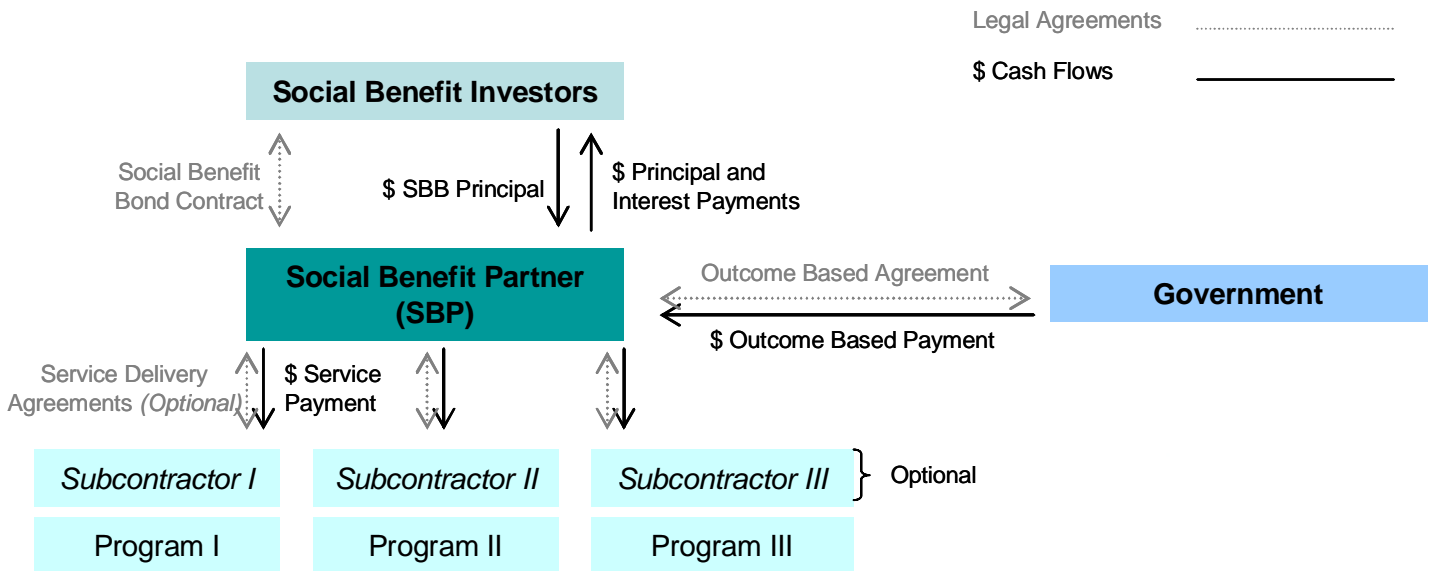 Legal Agreements
$ Cash Flows
Social Benefit Investors
Social Benefit
Bond Contract
$ SBB Principal
$ Principal and
Interest Payments
Social Benefit Partner
(SBP)
Outcome Based Agreement
$ Outcome Based Payment
Government
Service Delivery
Agreements (Optional)
$ Service
Payment
Subcontractor I
Subcontractor II
Subcontractor III
Optional
Program I
Program II
Program III